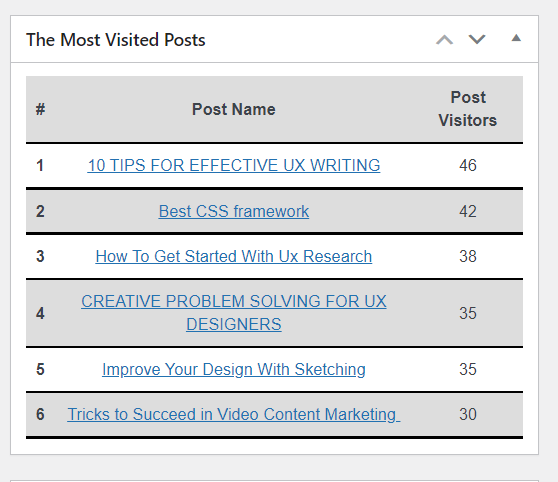 The Most Visited Posts
# Post Name Post
Visitors
1 10 TIPS FOR EFFECTIVE UX WRITING 46
2 Best CSS framework 42
3 How To Get Started With Ux Research 38
4 CREATIVE PROBLEM SOLVING FOR UX
DESIGNERS 35
5 Improve Your Design With Sketching 35
6 Tricks to Succeed in Video Content Marketing 30